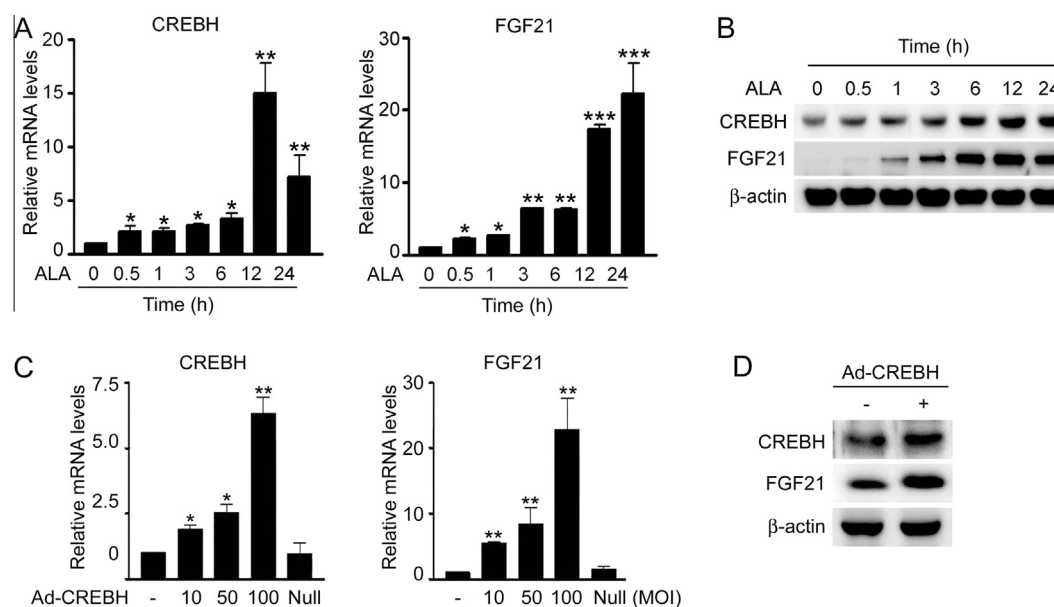 A
CREBH
Relative mRNA levels
20
15
10
5
0
*
*
*
*
**
**
ALA 0 0.5 1 3 6 12 24
Time (h)
FGF21
Relative mRNA levels
30
20
10
0
*
*
**
**
***
***
ALA 0 0.5 1 3 6 12 24
Time (h)
B
Time (h)
ALA 0 0.5 1 3 6 12 24
CREBH
FGF21
β-actin
C
CREBH
Relative mRNA levels
7.5
5.0
2.5
0
*
*
**
Ad-CREBH - 10 50 100 Null
FGF21
Relative mRNA levels
30
20
10
0
**
**
**
- 10 50 100 Null (MOI)
D
Ad-CREBH
- +
CREBH
FGF21
β-actin